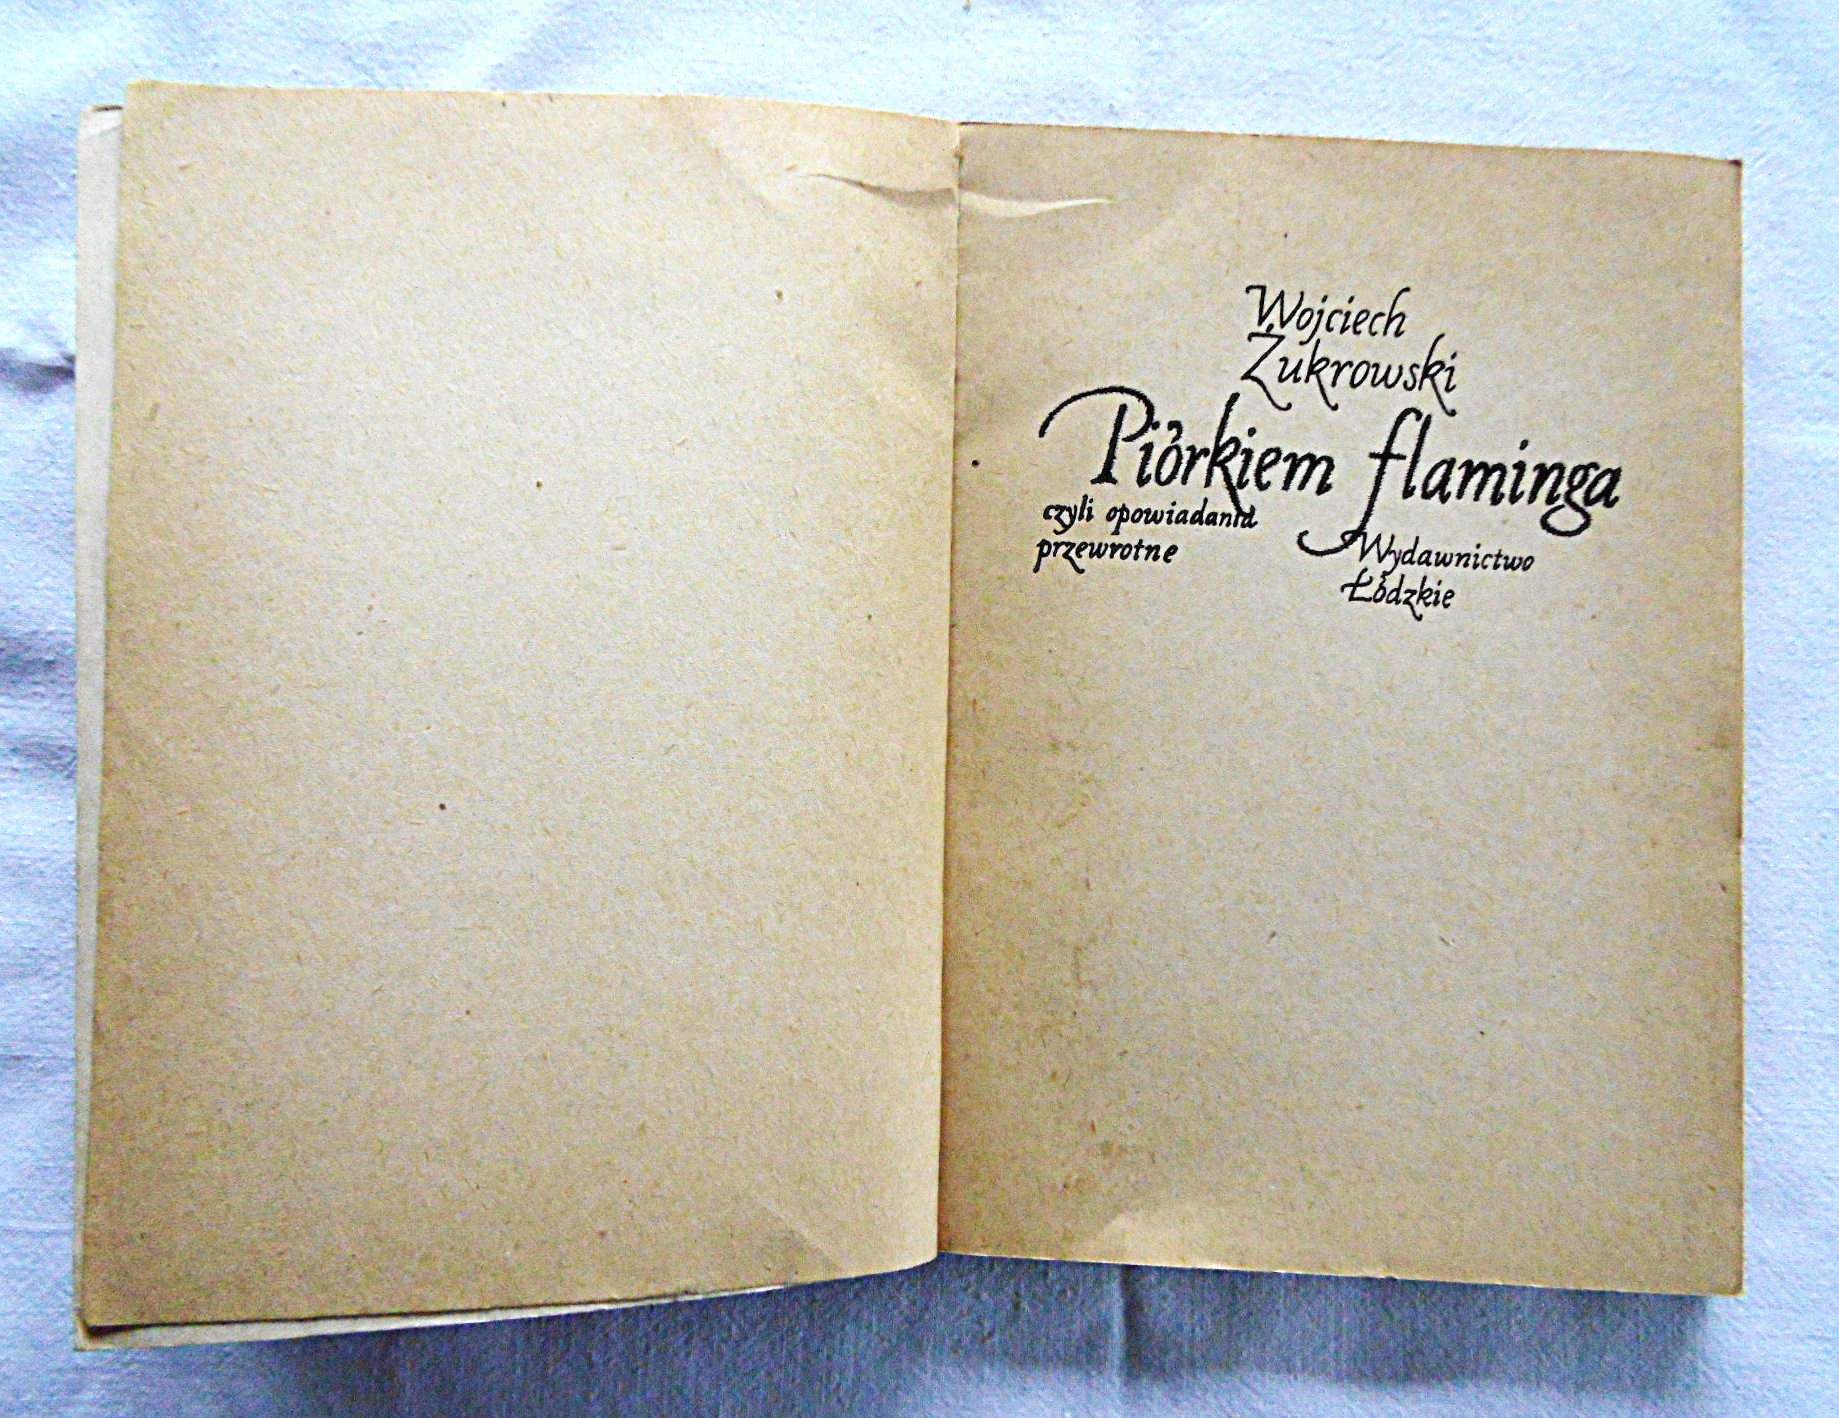 Wojciech
Żukrowski
Piórkiem flaminga
czyli opowiadania
przewrotne
Wydawnictwo
Łódzkie